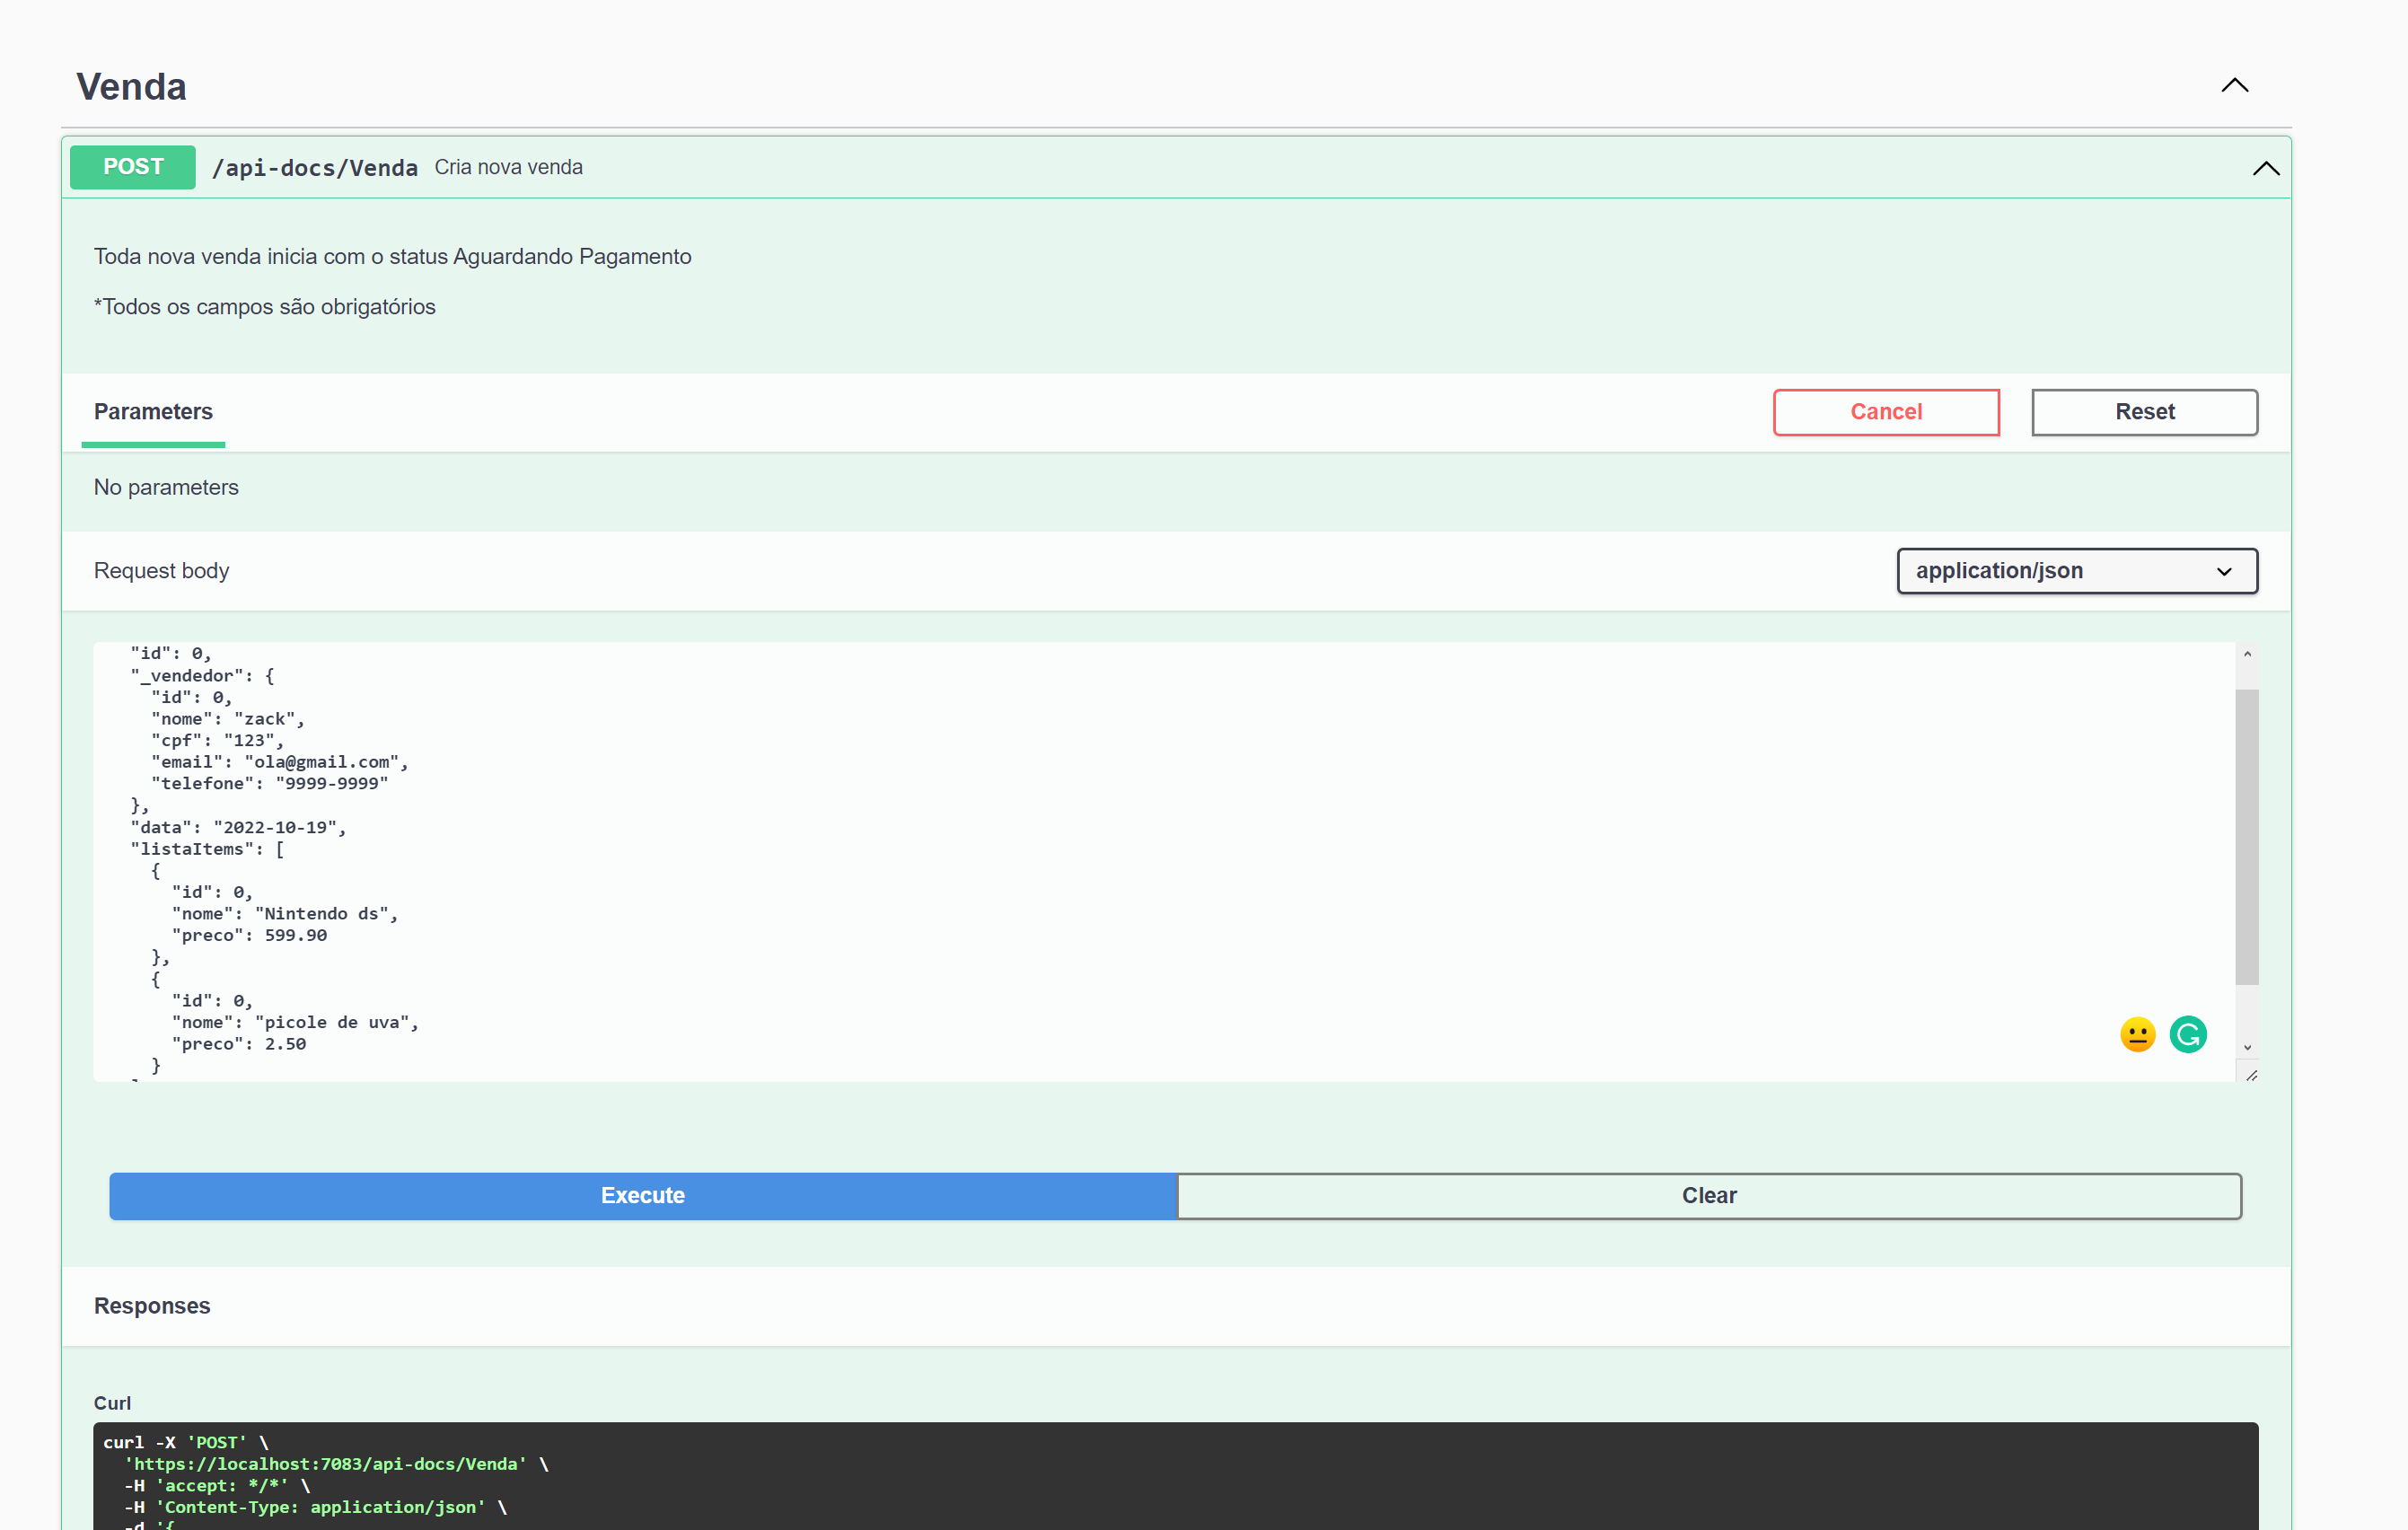 Venda
POST /api-docs/Venda Cria nova venda
Toda nova venda inicia com o status Aguardando Pagamento
*Todos os campos são obrigatórios
Parameters Cancel Reset
No parameters
Request body application/json
"id": 0,
"_vendedor": {
"id": 0,
"nome": "zack",
"cpf": "123",
"email": "ola@gmail.com",
"telefone": "9999-9999"
},
"data": "2022-10-19",
"listaItems": [
{
"id": 0,
"nome": "Nintendo ds",
"preco": 599.90
},
{
"id": 0,
"nome": "picole de uva",
"preco": 2.50
}
Execute Clear
Responses
Curl
curl -X 'POST' \
'https://localhost:7083/api-docs/Venda' \
-H 'accept: */*' \
-H 'Content-Type: application/json' \
-d '{